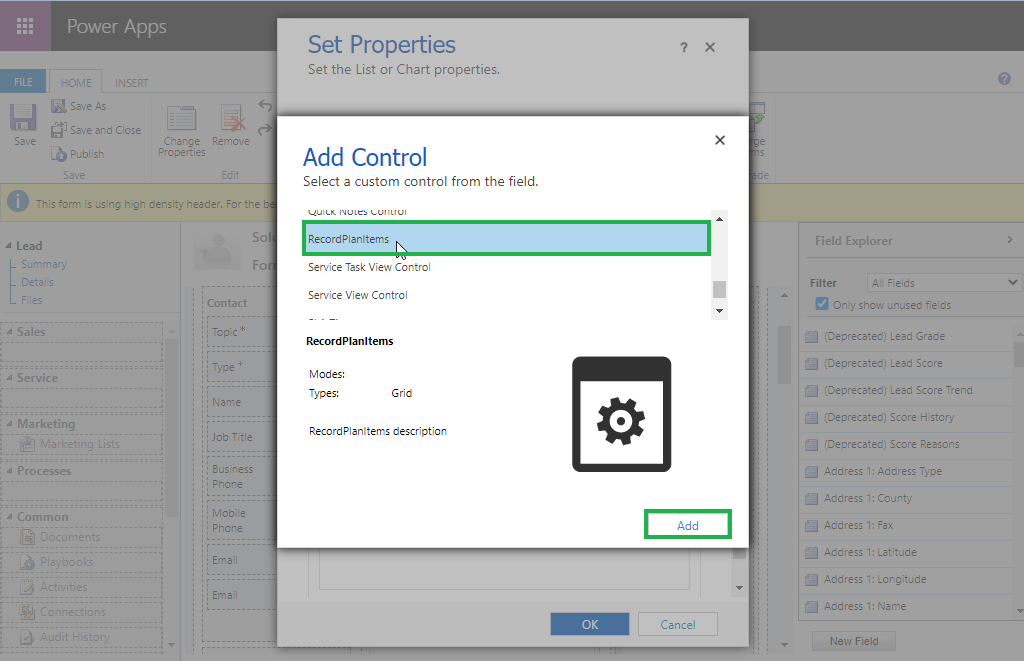 Power Apps
Set Properties
Set the List or Chart properties.
?
FILE
HOME
INSERT
Save
Save As
Save and Close
Publish
Save
Change
Properties
Remove
Edit
This form is using high density header. For the be
Lead
Summary
Details
Files
Sales
Service
Marketing
Marketing Lists
Processes
Common
Documents
Playbooks
Activities
Connections
Audit History
Contact
Topic *
Type +
Name
Job Title
Business
Phone
Mobile
Phone
Email
Email
Add Control
Select a custom control from the field.
Quick Notes Control
RecordPlanItems
Service Task View Control
Service View Control
RecordPlanItems
Modes:
Types: Grid
RecordPlanItems description
Add
OK
Cancel
Field Explorer
Filter
All Fields
Only show unused fields
(Deprecated) Lead Grade
(Deprecated) Lead Score
(Deprecated) Lead Score Trend
(Deprecated) Score History
(Deprecated) Score Reasons
Address 1: Address Type
Address 1: County
Address 1: Fax
Address 1: Latitude
Address 1: Longitude
Address 1: Name
New Field